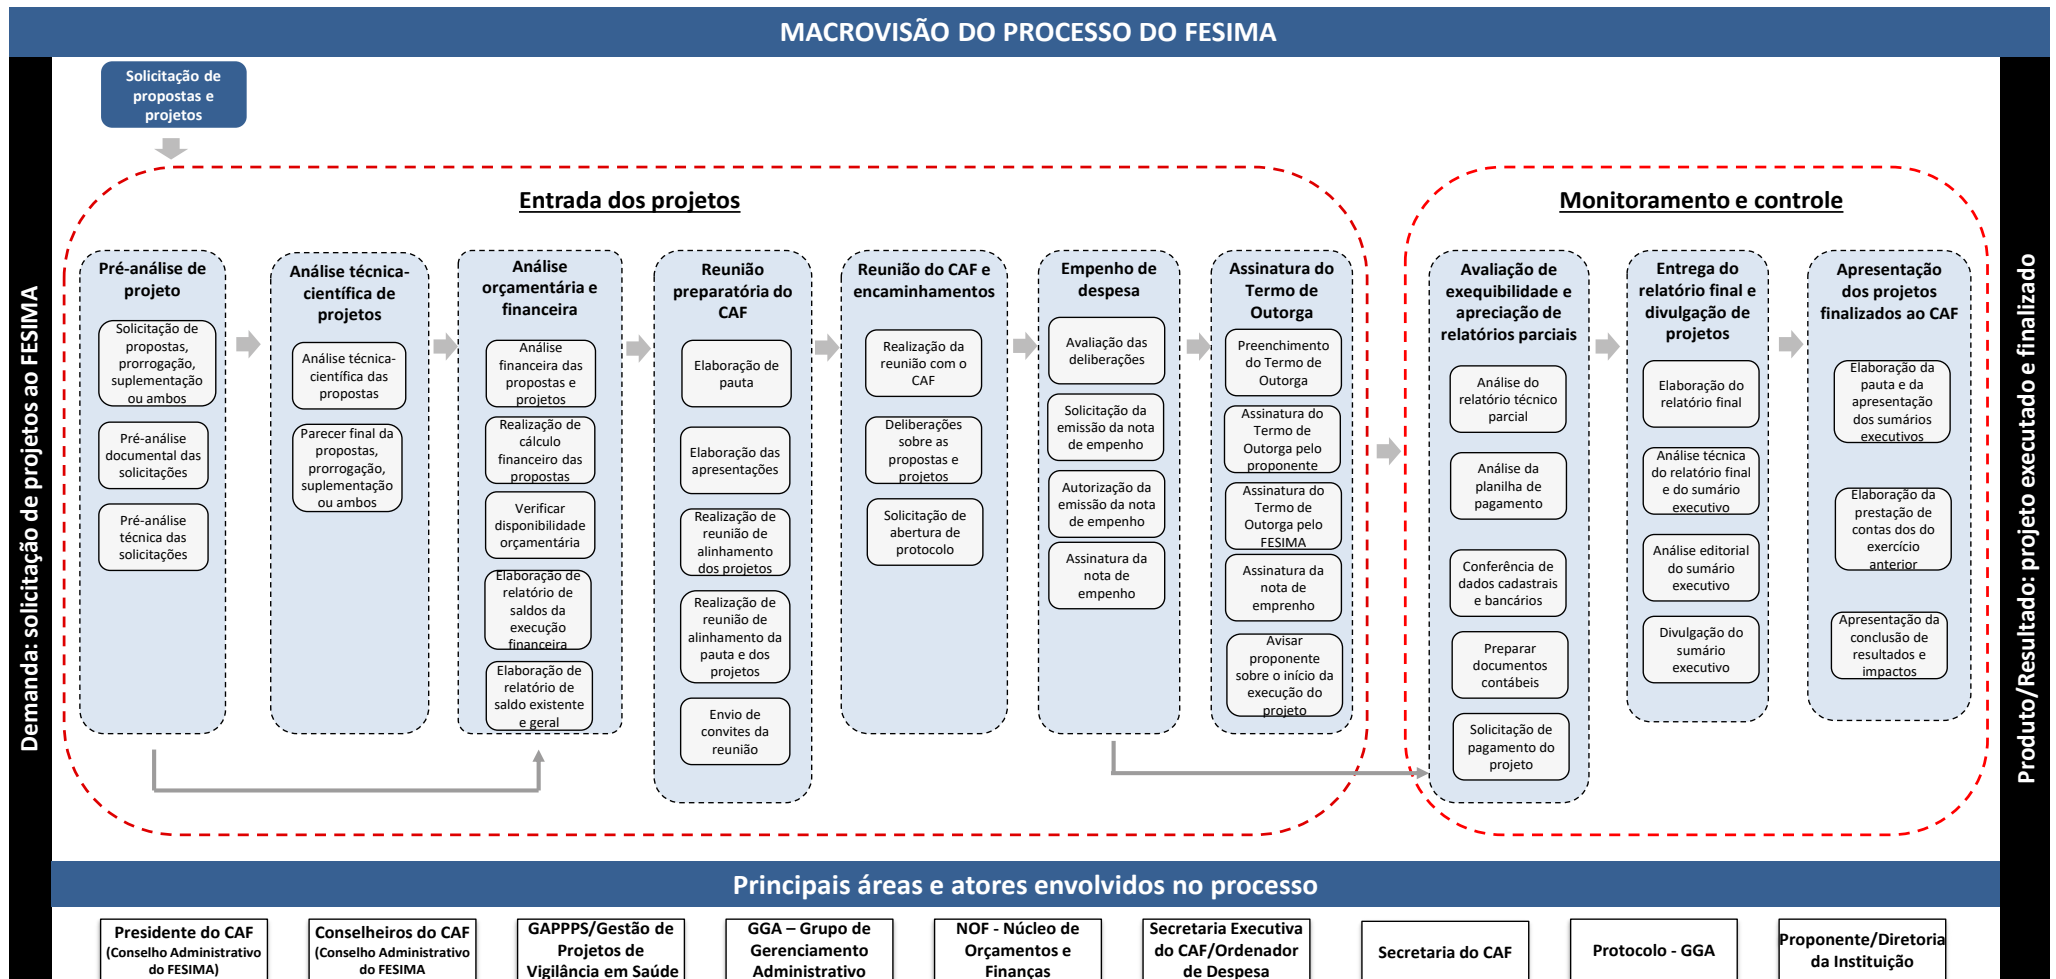 MACROVISÃO DO PROCESSO DO FESIMA
Demanda: solicitação de projetos ao FESIMA
Solicitação de
propostas e
projetos
Entrada dos projetos
Pré-análise de
projeto
Solicitação de
propostas,
prorrogação,
suplementação
ou ambos
Pré-análise
documental das
solicitações
Pré-análise
técnica das
solicitações
Análise técnica-
científica de
projetos
Análise técnica-
científica das
propostas
Parecer final da
propostas,
prorrogação,
suplementação
ou ambos
Análise
orçamentária e
financeira
Análise
financeira das
propostas e
projetos
Realização de
cálculo
financeiro das
propostas
Verificar
disponibilidade
orçamentária
Elaboração de
relatório de
saldos da
execução
financeira
Elaboração de
relatório de
saldo existente
e geral
Reunião
preparatória do
CAF
Elaboração de
pauta
Elaboração das
apresentações
Realização de
reunião de
alinhamento
dos projetos
Realização de
reunião de
alinhamento da
pauta e dos
projetos
Envio de
convites da
reunião
Reunião do CAF e
encaminhamentos
Realização da
reunião com o
CAF
Deliberações
sobre as
propostas e
projetos
Solicitação de
abertura de
protocolo
Empenho de
despesa
Avaliação das
deliberações
Solicitação da
emissão da nota
de empenho
Autorização da
emissão da nota
de empenho
Assinatura da
nota de
empenho
Assinatura do
Termo de
Outorga
Preenchimento
do Termo de
Outorga
Assinatura do
Termo de
Outorga pelo
proponente
Assinatura do
Termo de
Outorga pelo
FESIMA
Assinatura da
nota de
emprenho
Avisar
proponente
sobre o início da
execução do
projeto
Monitoramento e controle
Avaliação de
exequibilidade e
apreciação de
relatórios parciais
Análise do
relatório técnico
parcial
Análise da
planilha de
pagamento
Conferência de
dados cadastrais
e bancários
Preparar
documentos
contábeis
Solicitação de
pagamento do
projeto
Entrega do
relatório final e
divulgação de
projetos
Elaboração do
relatório final
Análise técnica
do relatório final
e do sumário
executivo
Análise editorial
do sumário
executivo
Divulgação do
sumário
executivo
Apresentação
dos projetos
finalizados ao CAF
Elaboração da
pauta e da
apresentação
dos sumários
executivos
Elaboração da
prestação de
contas dos do
exercício
anterior
Apresentação da
conclusão de
resultados e
impactos
Produto/Resultado: projeto executado e finalizado
Principais áreas e atores envolvidos no processo
Presidente do CAF
(Conselho Administrativo
do FESIMA)
Conselheiros do CAF
(Conselho Administrativo
do FESIMA
GAPPPS/Gestão de
Projetos de
Vigilância em Saúde
GGA – Grupo de
Gerenciamento
Administrativo
NOF - Núcleo de
Orçamentos e
Finanças
Secretaria Executiva
do CAF/Ordenador
de Despesa
Secretaria do CAF
Protocolo - GGA
Proponente/Diretoria
da Instituição